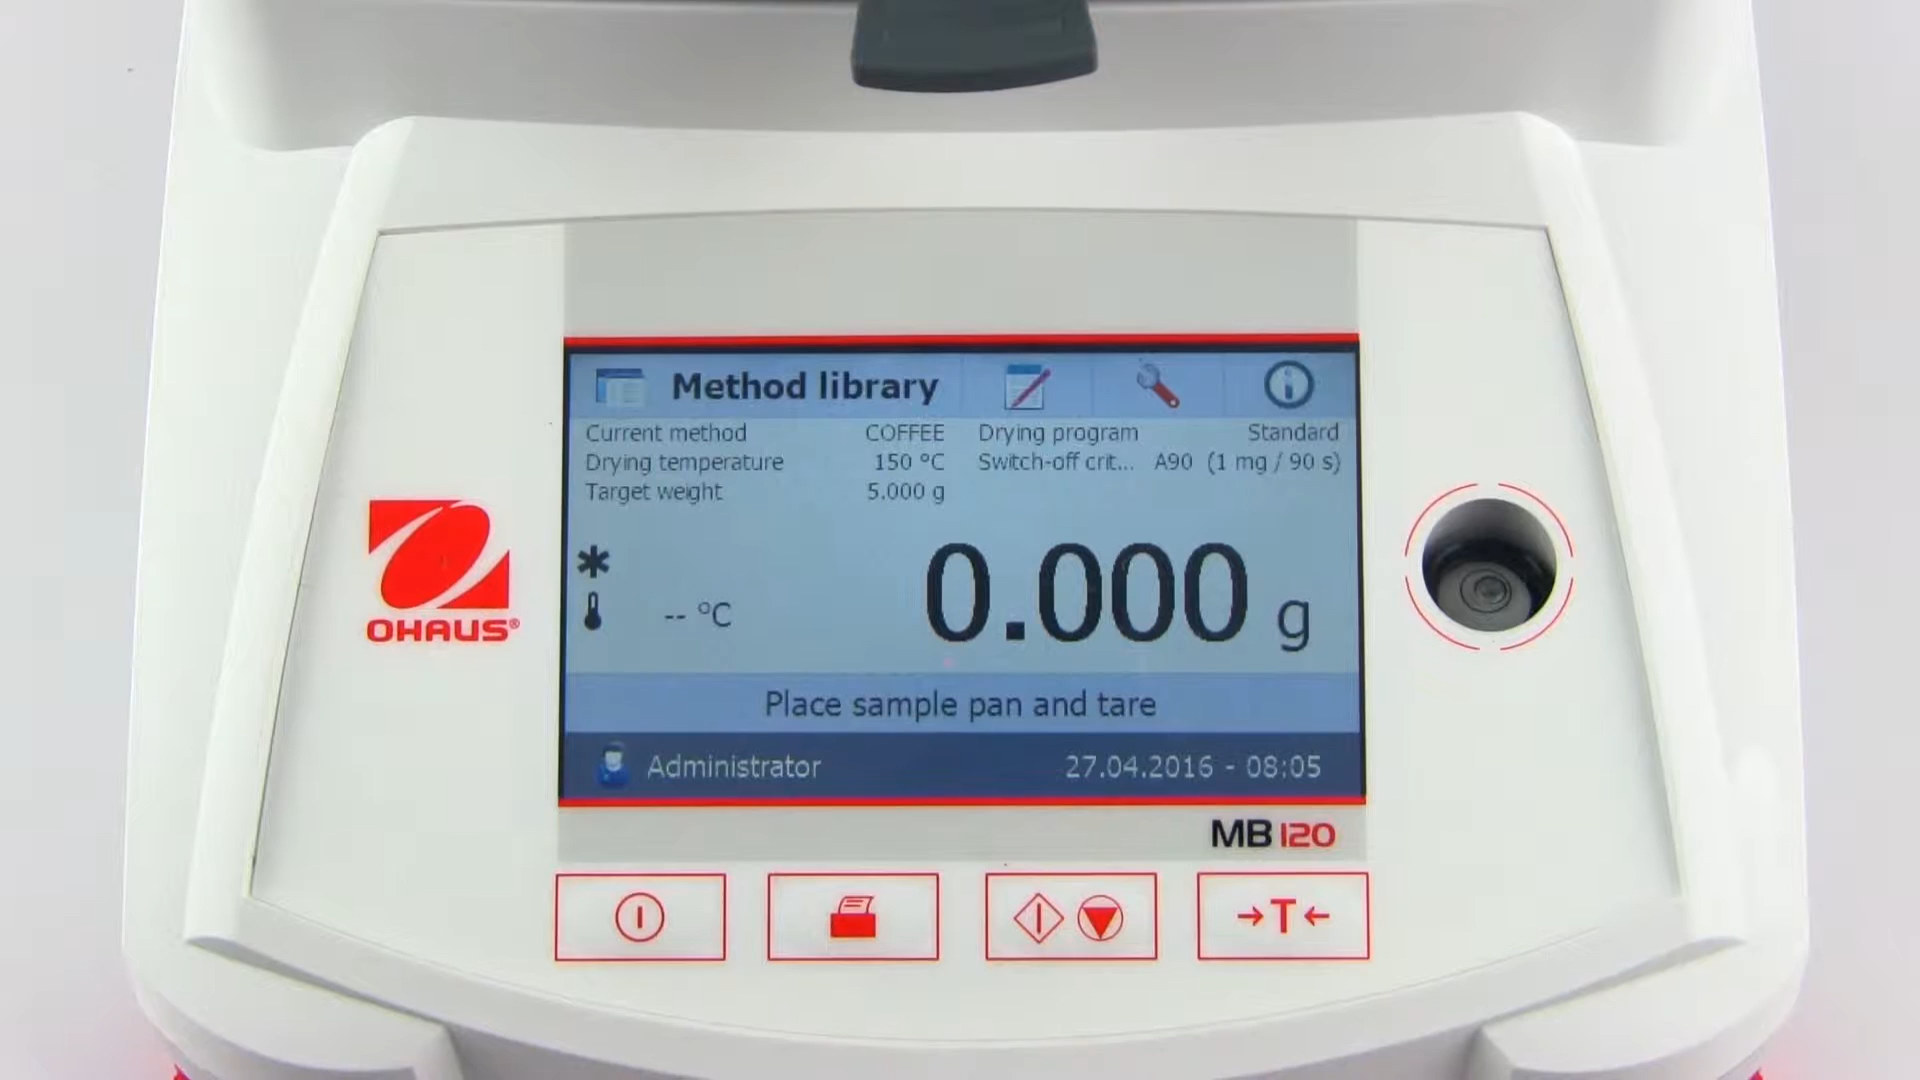 Method library
Current method COFFEE Drying program Standard
Drying temperature 150 °C Switch-off crit... A90 (1 mg / 90 s)
Target weight 5.000 g
-- °C 0.000 g
Place sample pan and tare
Administrator 27.04.2016 - 08:05
OHAUS®
MB120
→T←